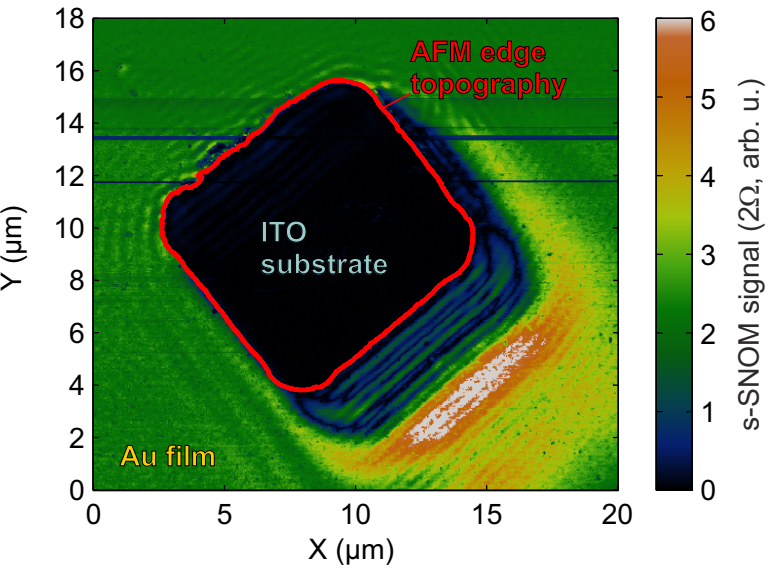 18
16
14
12
10
8
6
4
2
0
Y (μm)
AFM edge
topography
ITO
substrate
Au film
0 5 10 15 20
X (μm)
6
5
4
3
2
1
0
s-SNOM signal (2Ω, arb. u.)